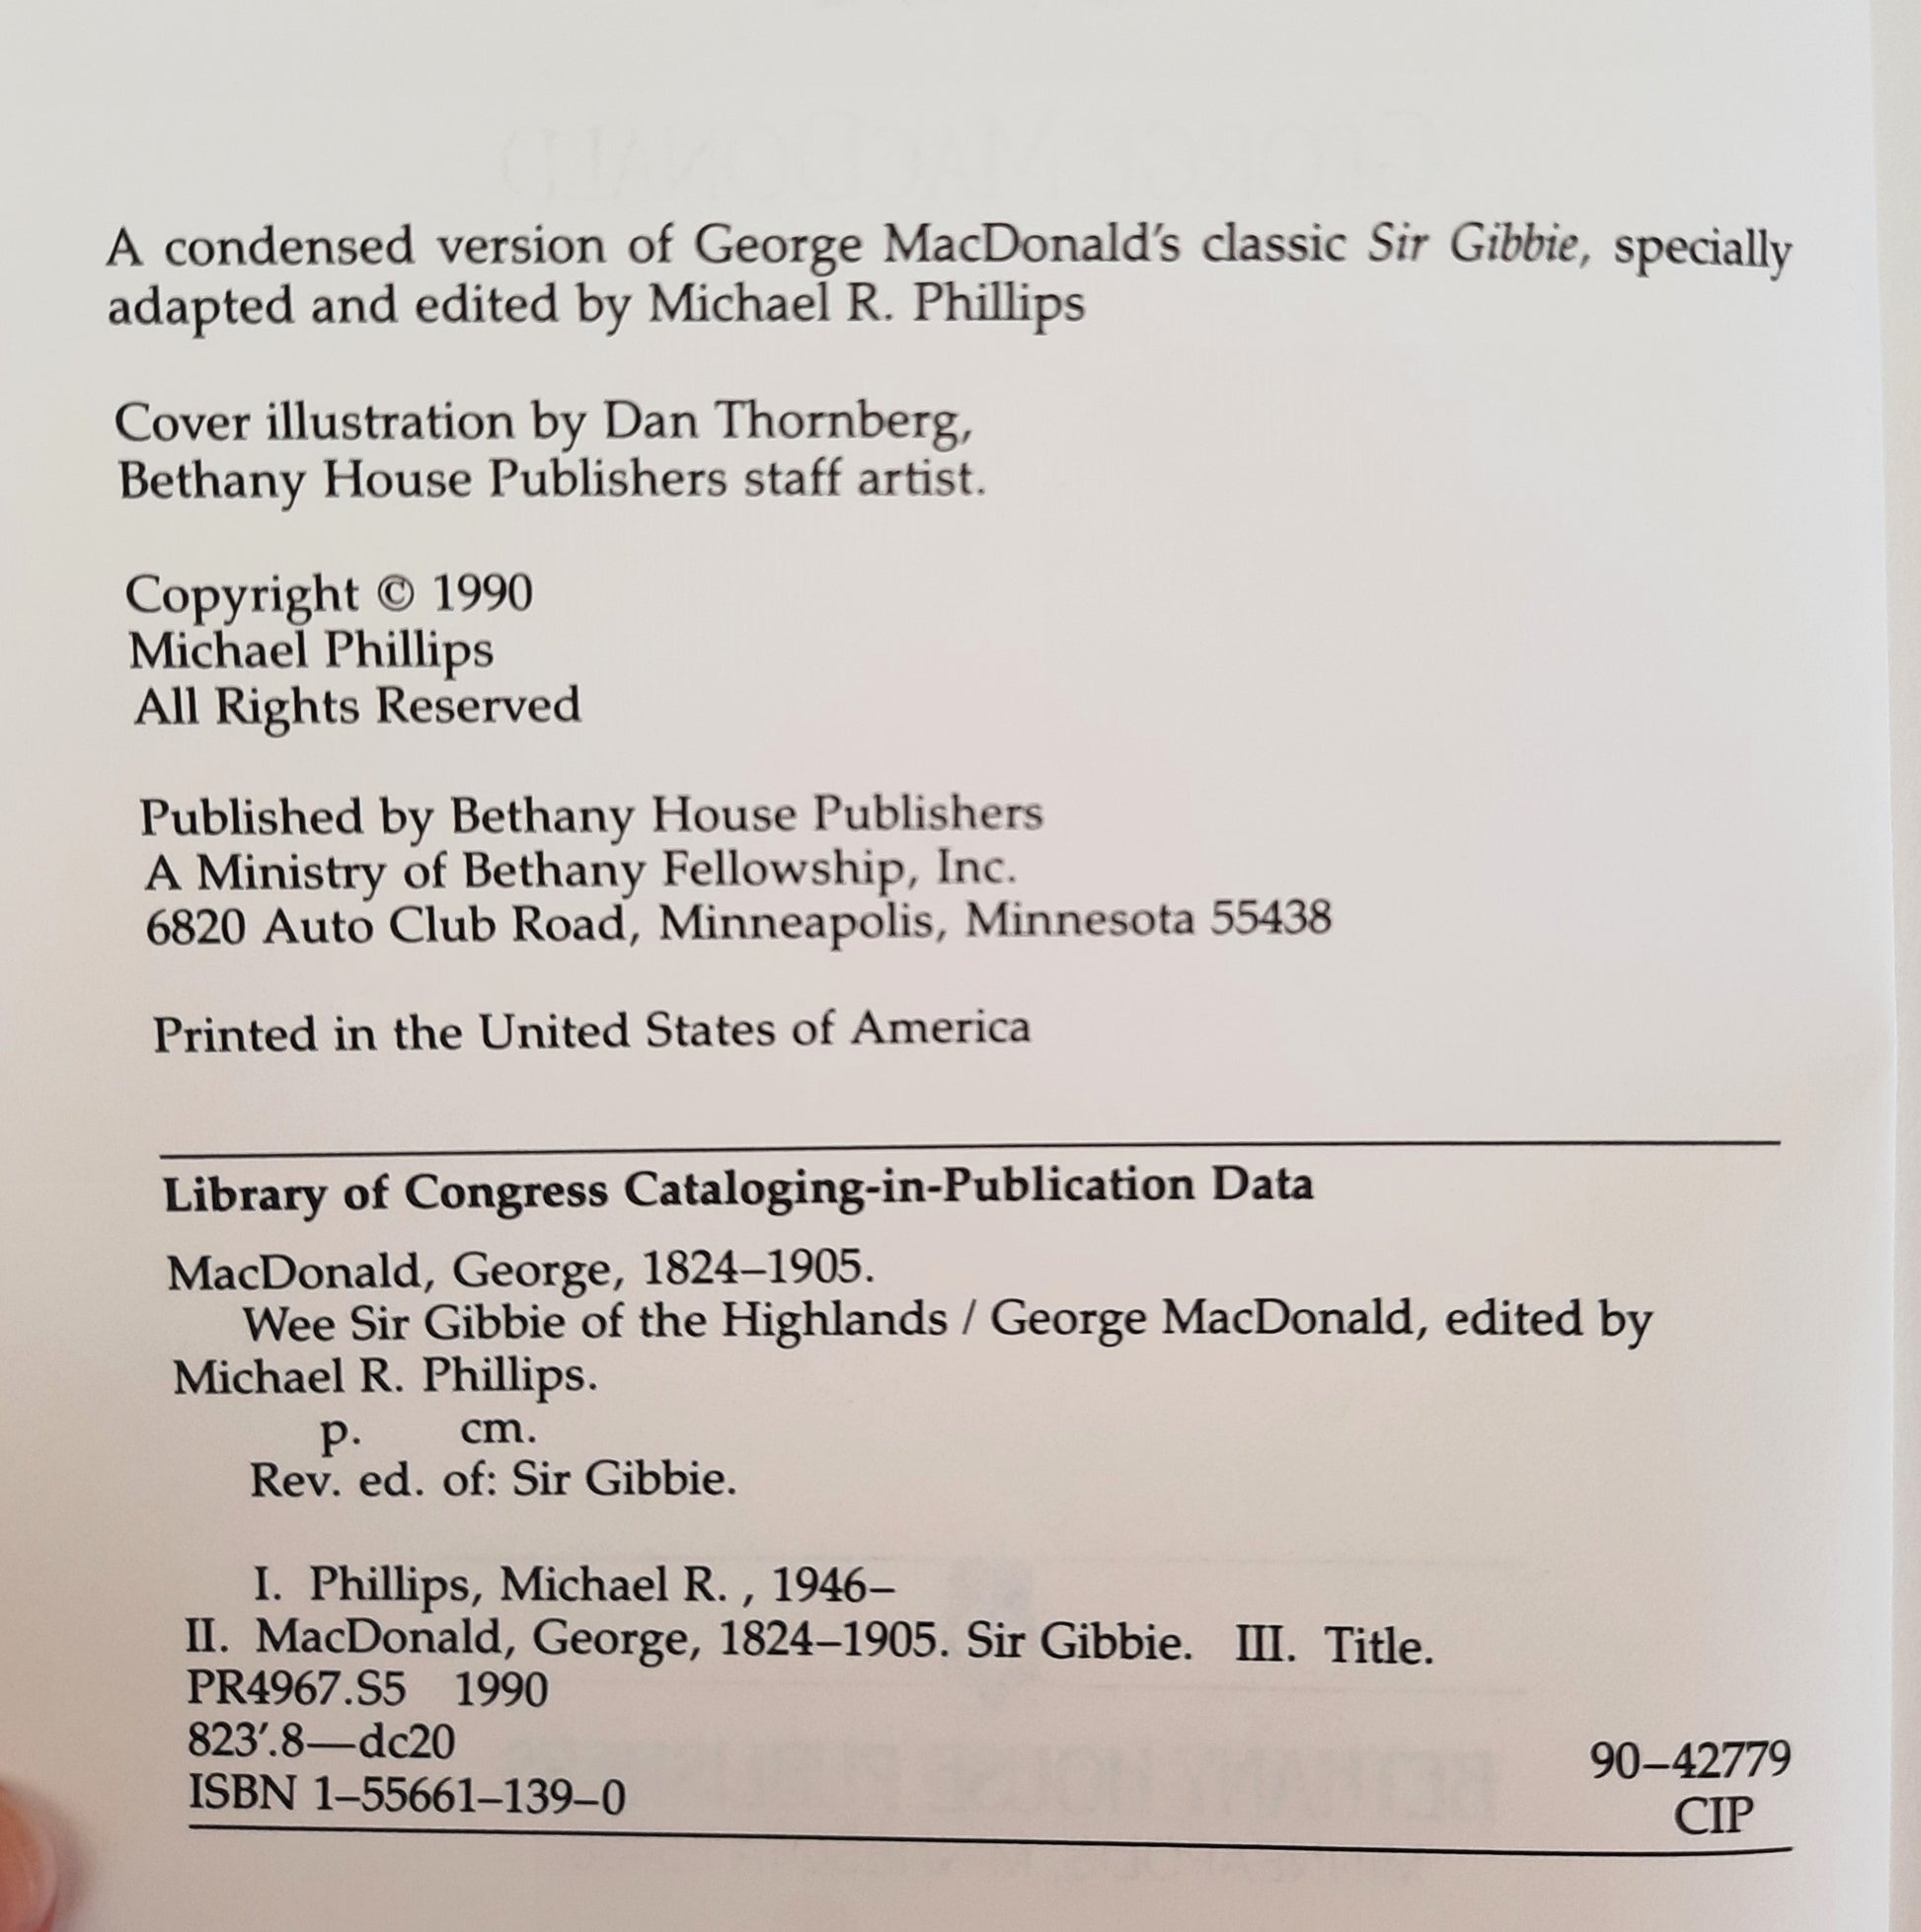 A condensed version of George MacDonald's classic Sir Gibbie, specially
adapted and edited by Michael R. Phillips
Cover illustration by Dan Thornberg,
Bethany House Publishers staff artist.
Copyright © 1990
Michael Phillips
All Rights Reserved
Published by Bethany House Publishers
A Ministry of Bethany Fellowship, Inc.
6820 Auto Club Road, Minneapolis, Minnesota 55438
Printed in the United States of America
Library of Congress Cataloging-in-Publication Data
MacDonald, George, 1824–1905.
Wee Sir Gibbie of the Highlands / George MacDonald, edited by
Michael R. Phillips.
p. cm.
Rev. ed. of: Sir Gibbie.
I. Phillips, Michael R. , 1946–
II. MacDonald, George, 1824–1905. Sir Gibbie. III. Title.
PR4967.S5 1990
823′.8—dc20
90–42779
ISBN 1–55661–139–0
CIP